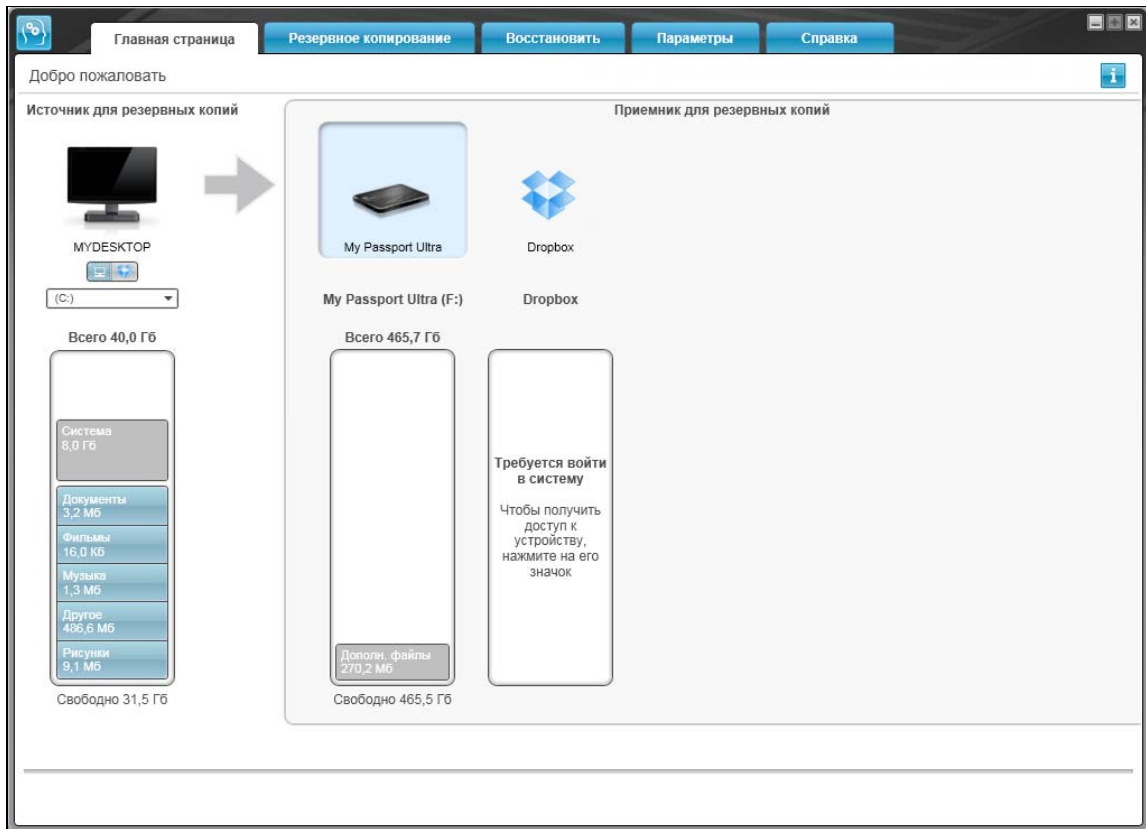 Главная страница
Резервное копирование
Восстановить
Параметры
Справка
Добро пожаловать
Источник для резервных копий
Приемник для резервных копий
MYDESKTOP
(C:)
My Passport Ultra
Dropbox
My Passport Ultra (F:)
Dropbox
Всего 40,0 Гб
Всего 465,7 Гб
Система
8,0 Гб
Документы
3,2 Мб
Фильмы
16,0 Кб
Музыка
1,3 Мб
Другое
486,6 Мб
Рисунки
9,1 Мб
Свободно 31,5 Гб
Дополн. файлы
270,2 Мб
Свободно 465,5 Гб
Требуется войти
в систему
Чтобы получить
доступ к
устройству,
нажмите на его
значок